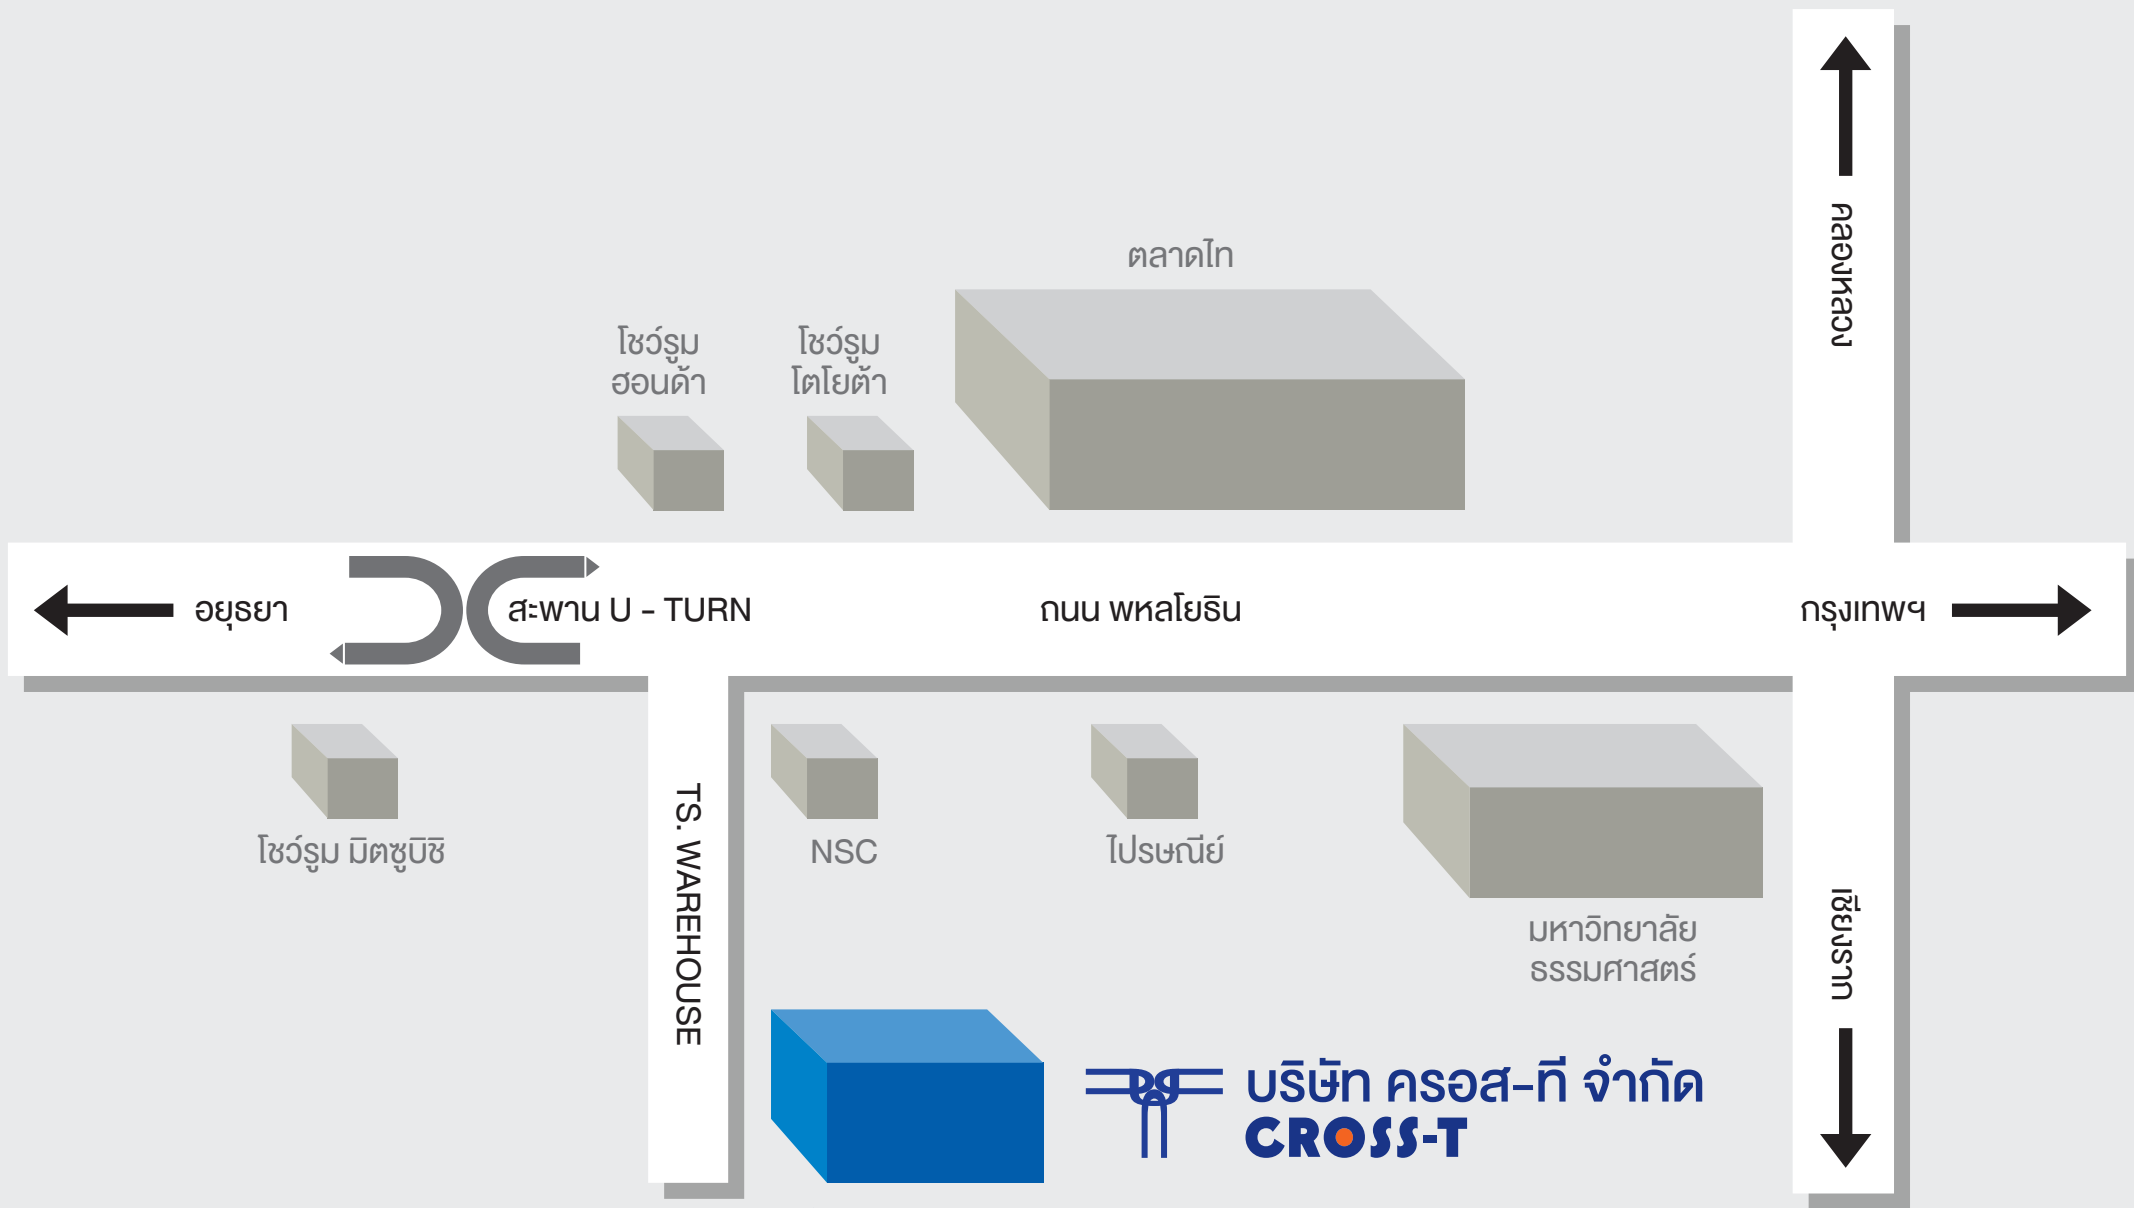 คลองหลวง
ตลาดไท
โชว์รูม
ฮอนด้า
โชว์รูม
โตโยต้า
อยุธยา
สะพาน U - TURN
ถนน พหลโยธิน
กรุงเทพฯ
TS. WAREHOUSE
โชว์รูม มิตซูบิชิ
NSC
ไปรษณีย์
มหาวิทยาลัย
ธรรมศาสตร์
เชียงราก
บริษัท ครอส-ที จำกัด
CROSS-T